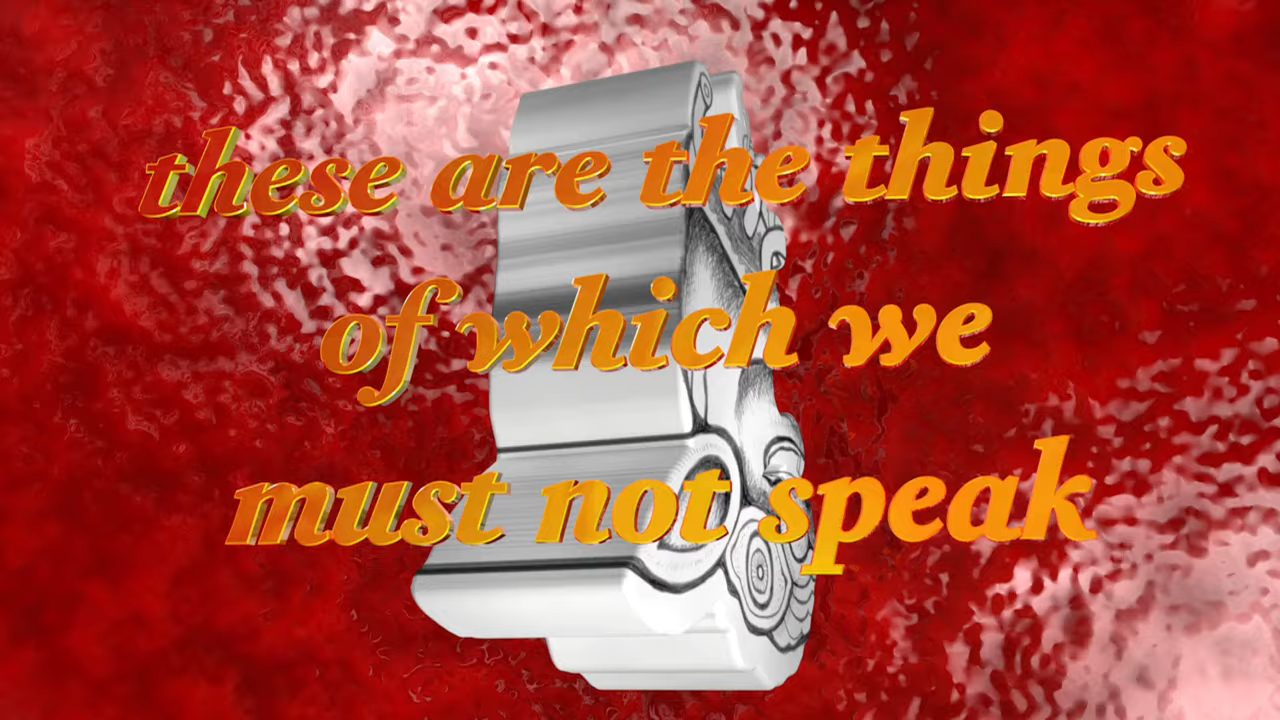 these are the things
of which we
must not speak